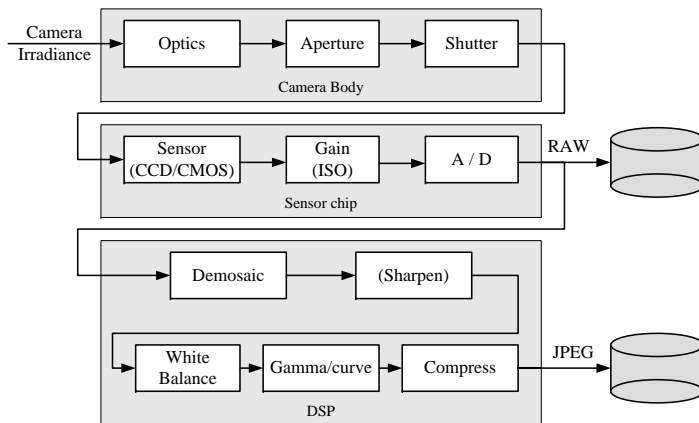 Camera
Irradiance
Optics
Aperture
Shutter
Camera Body
Sensor
(CCD/CMOS)
Gain
(ISO)
A / D
RAW
Sensor chip
Demosaic
(Sharpen)
White
Balance
Gamma/curve
Compress
JPEG
DSP